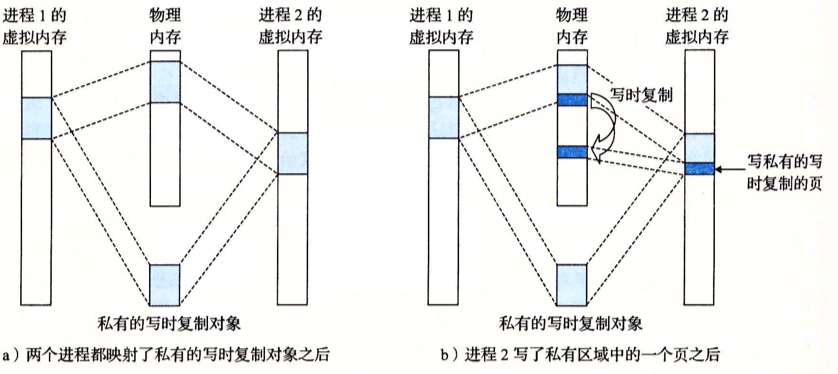 进程 1 的
虚拟内存
物理
内存
进程 2 的
虚拟内存
私有的写时复制对象
a）两个进程都映射了私有的写时复制对象之后
进程 1 的
虚拟内存
物理
内存
进程 2 的
虚拟内存
写时复制
写私有的写
时复制的页
私有的写时复制对象
b）进程 2 写了私有区域中的一个页之后